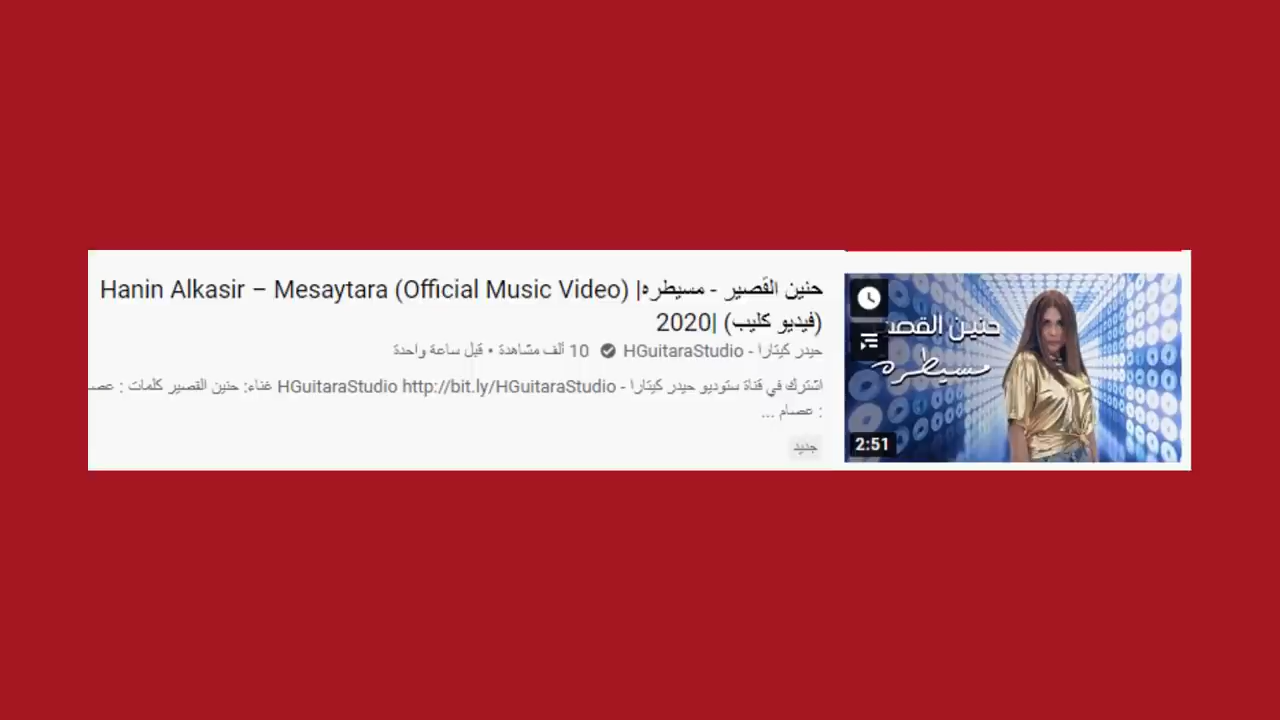 حنين القصير - مسيطره| Hanin Alkasir – Mesaytara (Official Music Video)
(فيديو كليب) |2020
حيدر كيتارا - HGuitaraStudio 10 ألف مشاهدة • قبل ساعة واحدة
اشترك في قناة ستوديو حيدر كيتارا - HGuitaraStudio http://bit.ly/HGuitaraStudio غناء: حنين القصير كلمات :
: عصام ...
جديد
حنين القصير
مسيطره
2:51